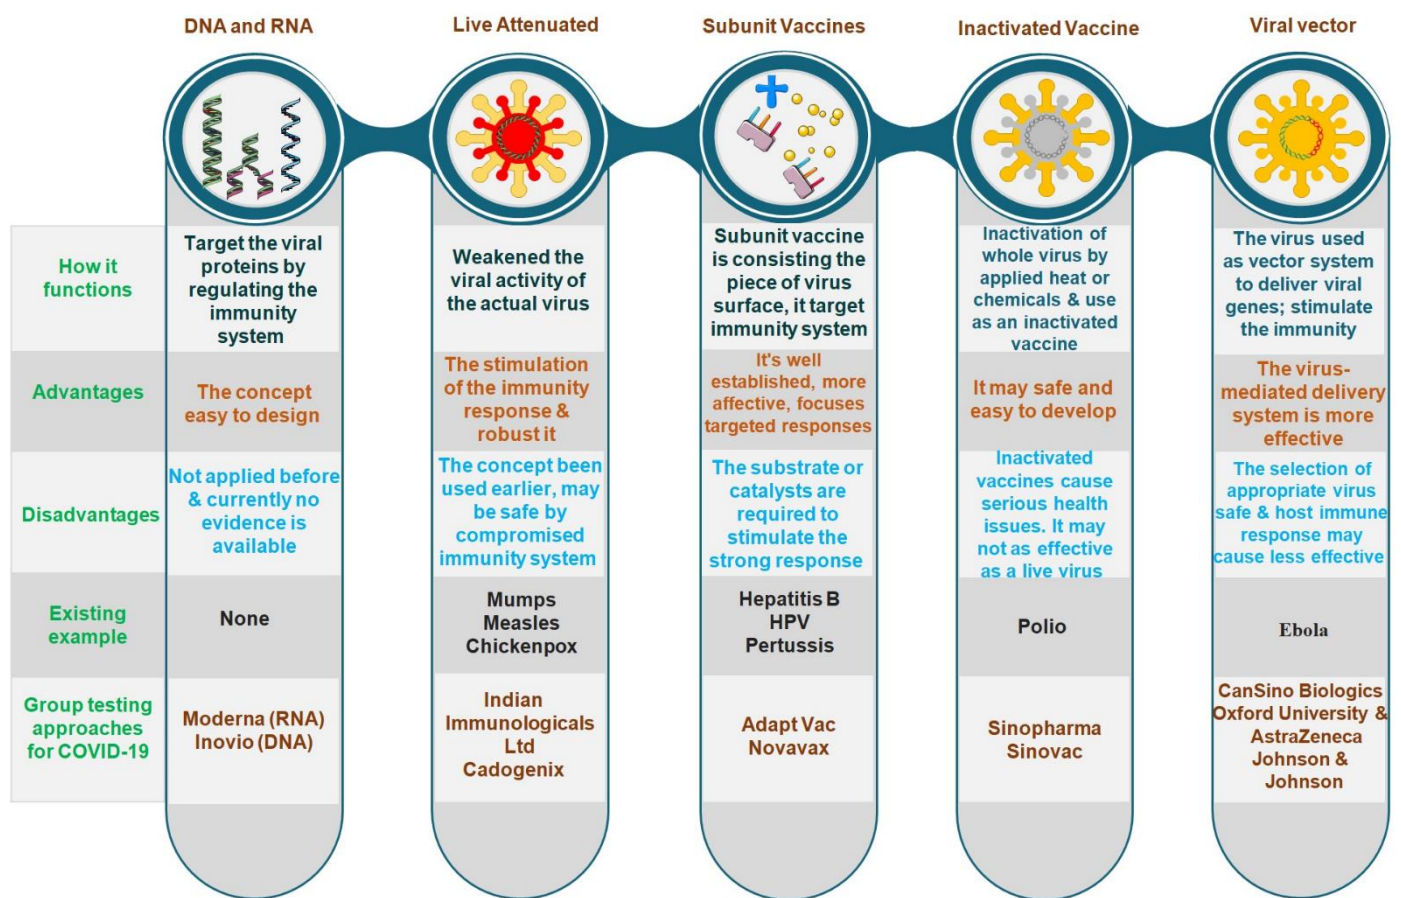 DNA and RNA
Live Attenuated
Subunit Vaccines
Inactivated Vaccine
Viral vector
How it
functions
Target the viral
proteins by
regulating the
immunity
system
Weakened the
viral activity of
the actual virus
Subunit vaccine
is consisting the
piece of virus
surface, it target
immunity system
Inactivation of
whole virus by
applied heat or
chemicals & use
as an inactivated
vaccine
The virus used
as vector system
to deliver viral
genes; stimulate
the immunity
Advantages
The concept
easy to design
The stimulation
of the immunity
response &
robust it
It's well
established, more
affective, focuses
targeted responses
It may safe and
easy to develop
The virus-
mediated delivery
system is more
effective
Disadvantages
Not applied before
& currently no
evidence is
available
The concept been
used earlier, may
be safe by
compromised
immunity system
The substrate or
catalysts are
required to
stimulate the
strong response
Inactivated
vaccines cause
serious health
issues. It may
not as effective
as a live virus
The selection of
appropriate virus
safe & host immune
response may
cause less effective
Existing
example
None
Mumps
Measles
Chickenpox
Hepatitis B
HPV
Pertussis
Polio
Ebola
Group testing
approaches
for COVID-19
Moderna (RNA)
Inovio (DNA)
Indian
Immunologicals
Ltd
Cadogenix
Adapt Vac
Novavax
Sinopharma
Sinovac
CanSino Biologics
Oxford University &
AstraZeneca
Johnson &
Johnson